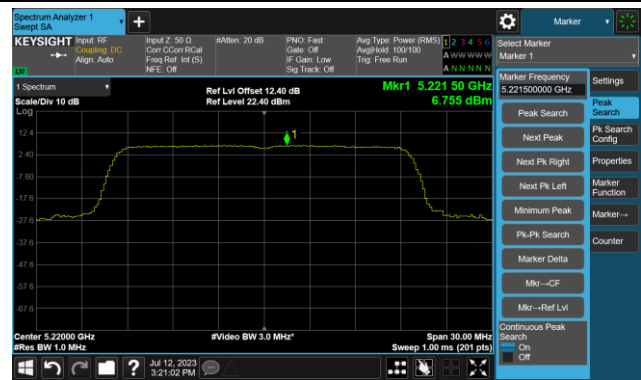 Spectrum Analyzer 1
Swept SA
+
Marker
KEYSIGHT
Input: RF
Coupling: DC
Align: Auto
Input Z: 50 Ω
Corr CCorr RCal
Freq Ref: Int (S)
NFE: Off
#Atten: 20 dB
PNO: Fast
Gate: Off
IF Gain: Low
Sig Track: Off
Avg Type: Power (RMS)
Avg|Hold: 100/100
Trig: Free Run
1 2 3 4 5 6
A W W W W W
A N N N N N
Select Marker
Marker 1
1 Spectrum
Scale/Div 10 dB
Log
Ref Lvl Offset 12.40 dB
Ref Level 22.40 dBm
Mkr1 5.221 50 GHz
6.755 dBm
1
12.4
2.40
-7.60
-17.6
-27.6
-37.6
-47.6
-57.6
-67.6
Center 5.22000 GHz
#Res BW 1.0 MHz
#Video BW 3.0 MHz*
Span 30.00 MHz
Sweep 1.00 ms (201 pts)
Marker Frequency
5.221500000 GHz
Peak Search
Next Peak
Next Pk Right
Next Pk Left
Minimum Peak
Pk-Pk Search
Marker Delta
Mkr→CF
Mkr→Ref Lvl
Continuous Peak
Search
On
Off
Settings
Peak
Search
Pk Search
Config
Properties
Marker
Function
Marker→
Counter
?
Jul 12, 2023
3:21:02 PM